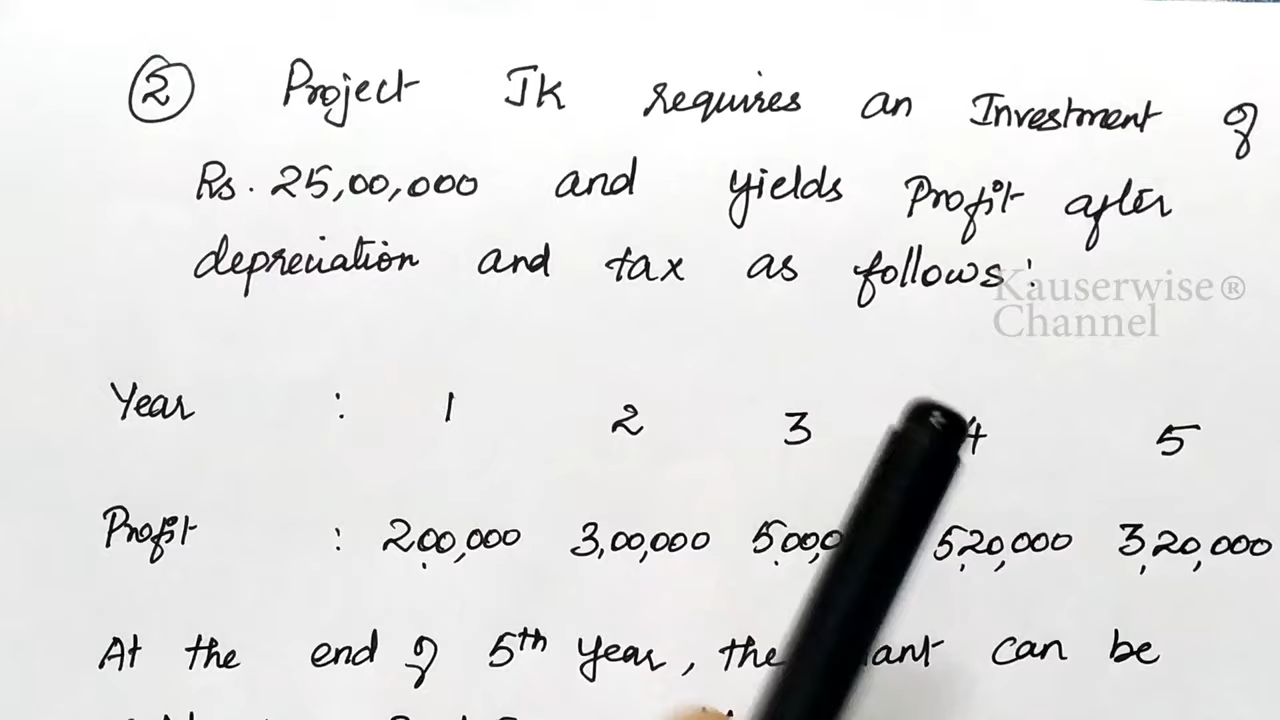 2 Project JK requires an Investment of
Rs. 25,00,000 and yields Profit after
depreciation and tax as follows:
Kauserwise®
Channel
Year : 1 2 3 4 5
Profit : 2,00,000 3,00,000 5,20,000 3,20,000
At the end of 5th year, the can be